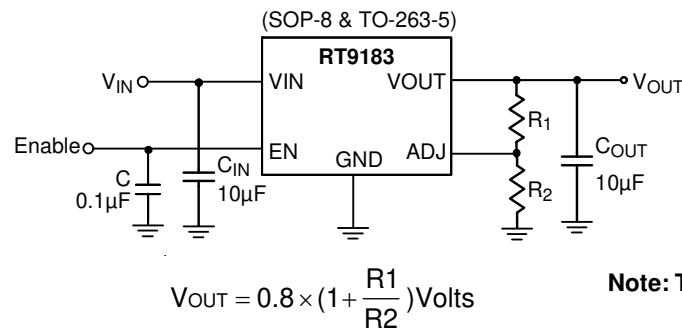 (SOP-8 & TO-263-5)
RT9183
VIN
VIN
VOUT
VOUT
R1
Enable
EN
GND
ADJ
COUT
10μF
C
0.1μF
CIN
10μF
R2
VOUT = 0.8 × (1 + R1/R2) Volts
Note: T